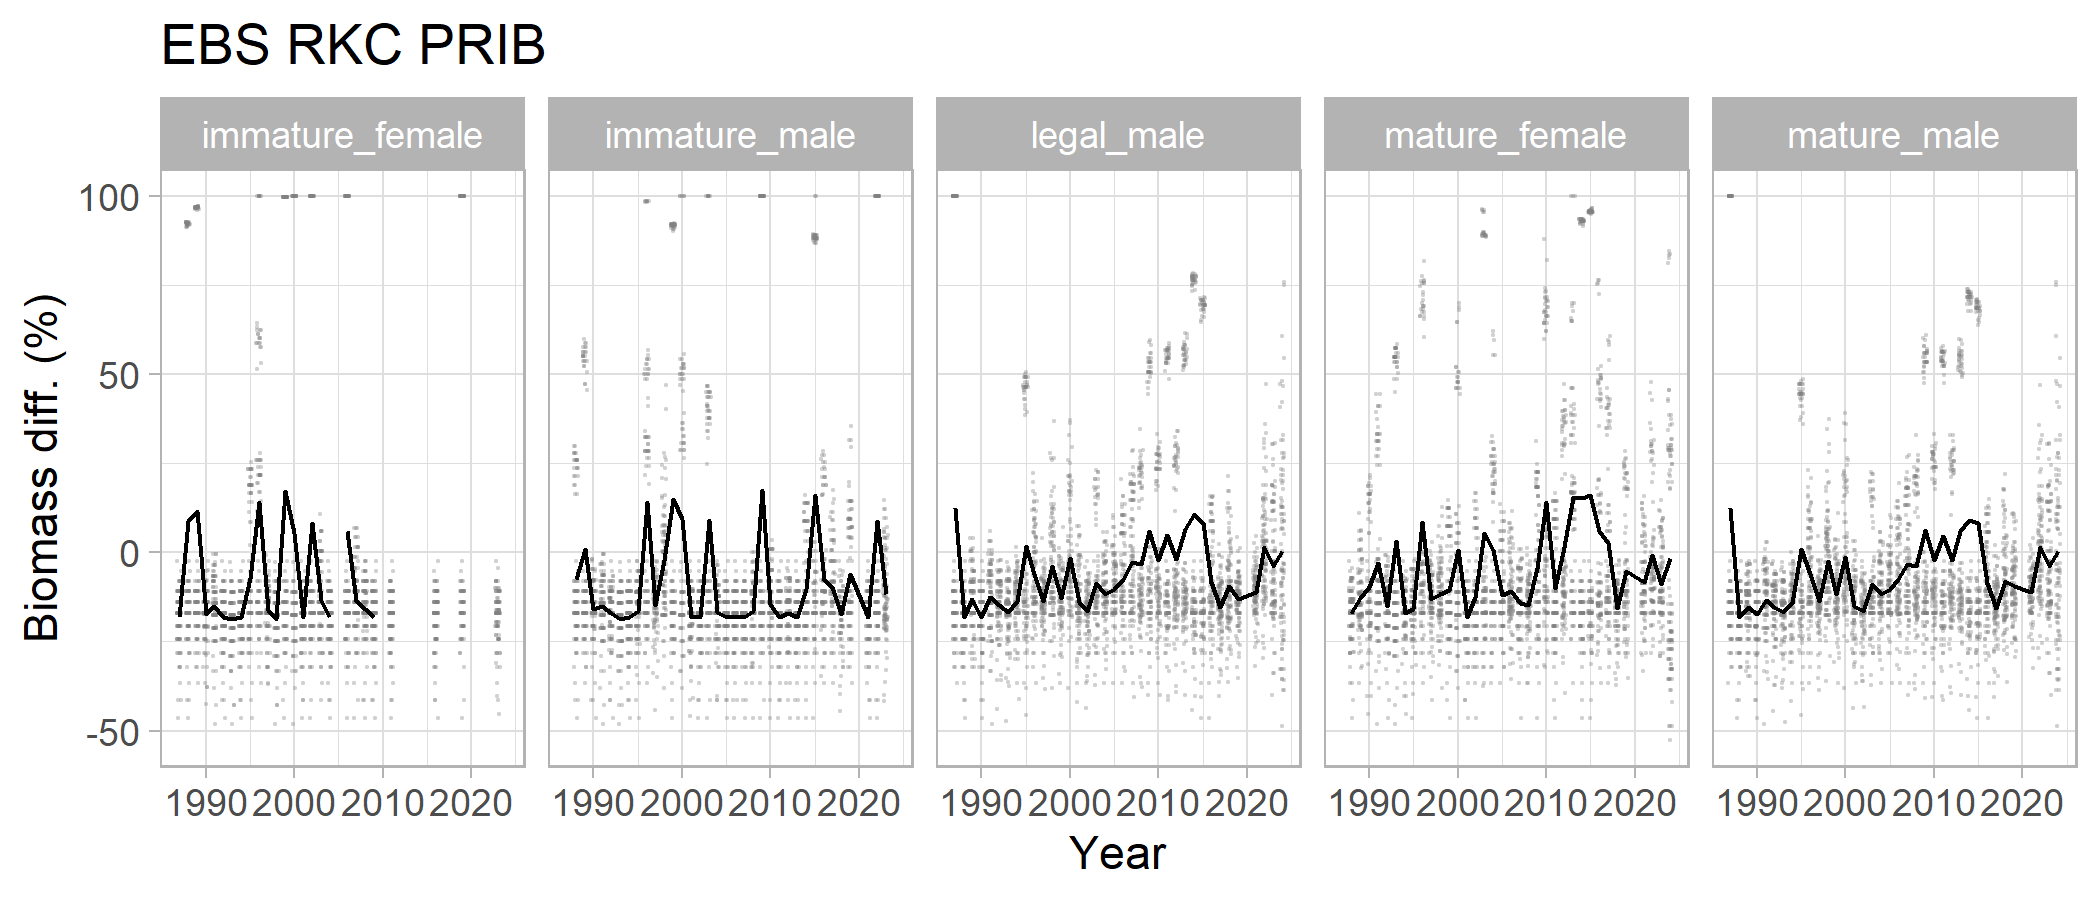 EBS RKC PRIB
immature_female immature_male legal_male mature_female mature_male
Biomass diff. (%)
100
50
0
-50
1990 2000 2010 2020 1990 2000 2010 2020 1990 2000 2010 2020 1990 2000 2010 2020 1990 2000 2010 2020
Year